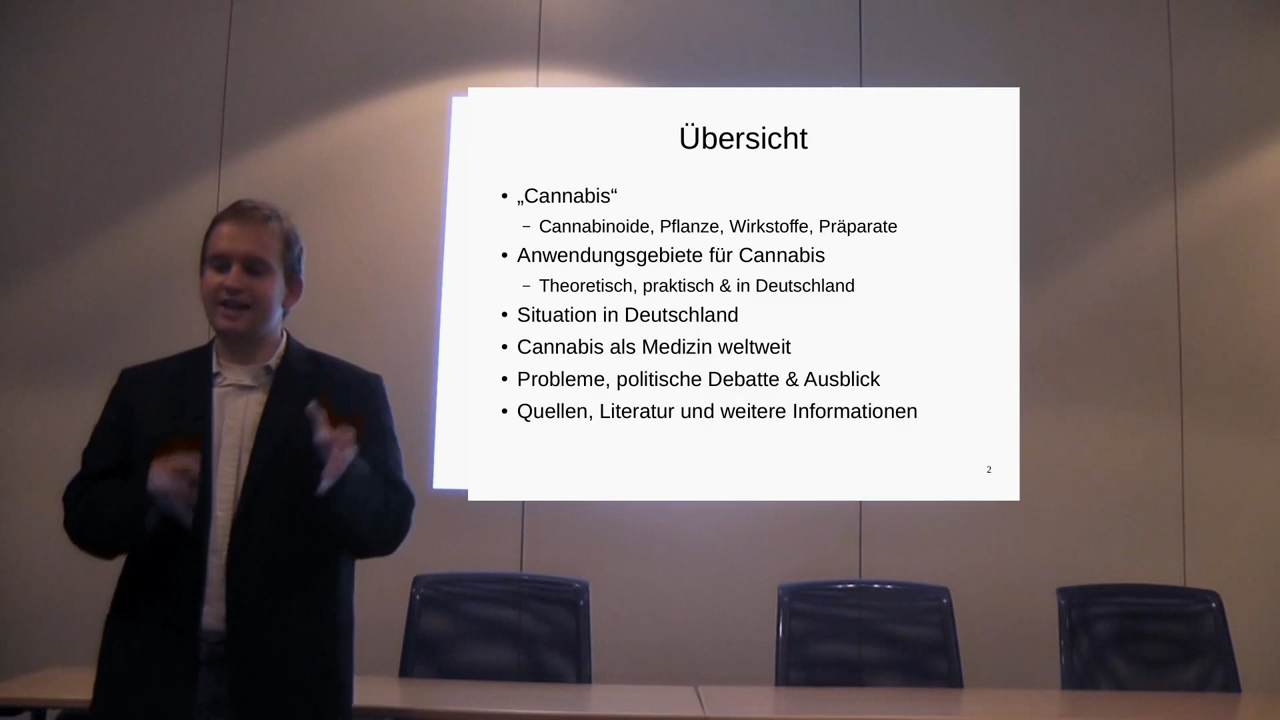 Übersicht
• „Cannabis“
– Cannabinoide, Pflanze, Wirkstoffe, Präparate
• Anwendungsgebiete für Cannabis
– Theoretisch, praktisch & in Deutschland
• Situation in Deutschland
• Cannabis als Medizin weltweit
• Probleme, politische Debatte & Ausblick
• Quellen, Literatur und weitere Informationen
2